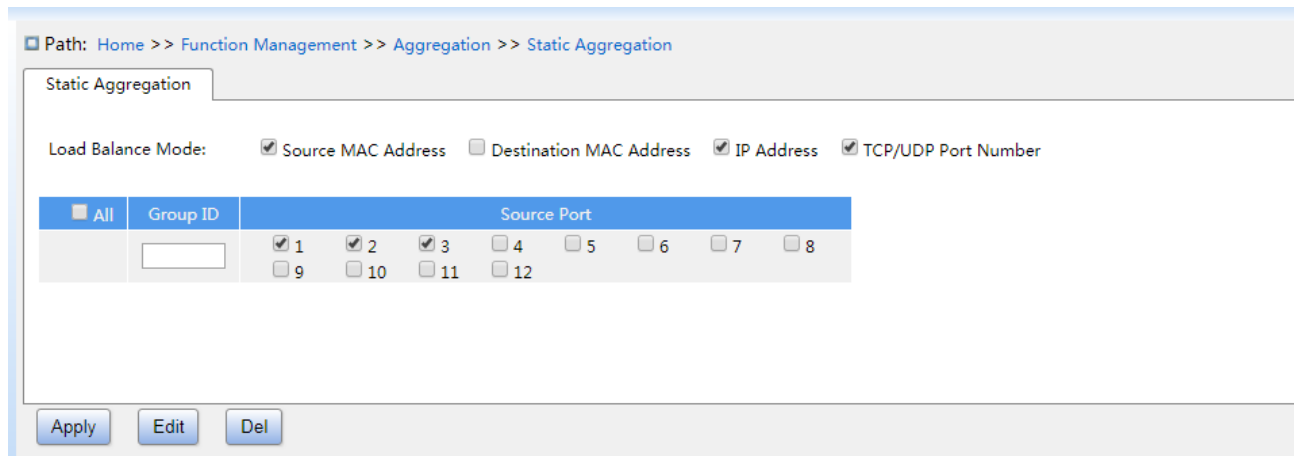 Path: Home >> Function Management >> Aggregation >> Static Aggregation
Static Aggregation
Load Balance Mode: Source MAC Address Destination MAC Address IP Address TCP/UDP Port Number
All Group ID Source Port
1 2 3 4 5 6 7 8
9 10 11 12
Apply Edit Del